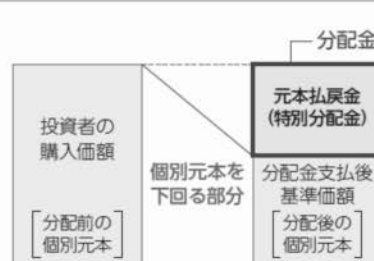 分配金
投資者の
購入価額
分配前の
個別元本
個別元本を
下回る部分
元本払戻金
(特別分配金)
分配金支払後
基準価額
分配後の
個別元本